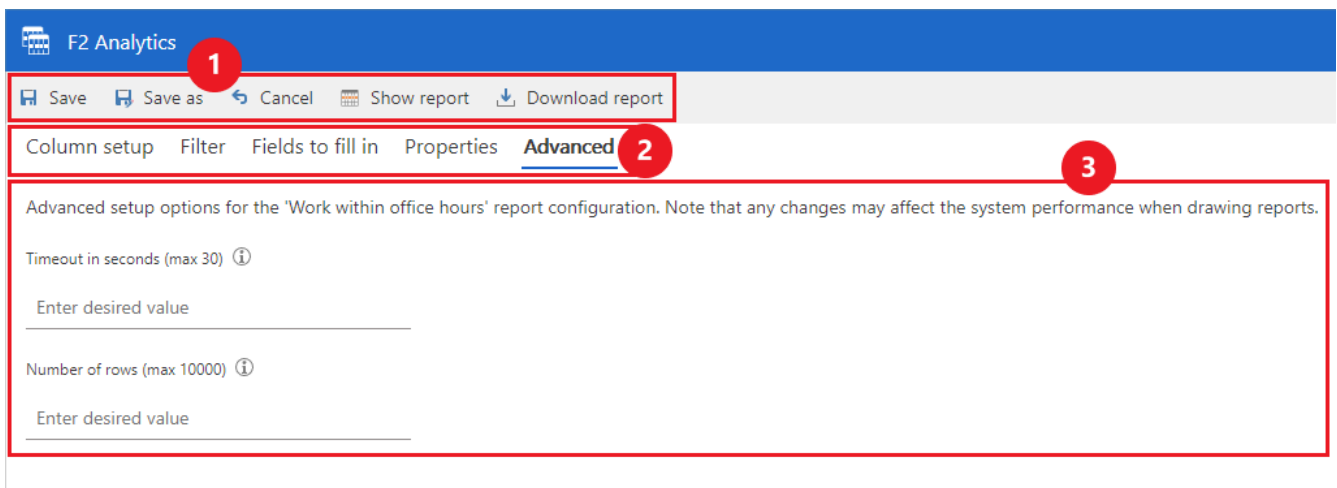 F2 Analytics
1
Save Save as Cancel Show report Download report
Column setup Filter Fields to fill in Properties Advanced 2
3
Advanced setup options for the 'Work within office hours' report configuration. Note that any changes may affect the system performance when drawing reports.
Timeout in seconds (max 30)
Enter desired value
Number of rows (max 10000)
Enter desired value